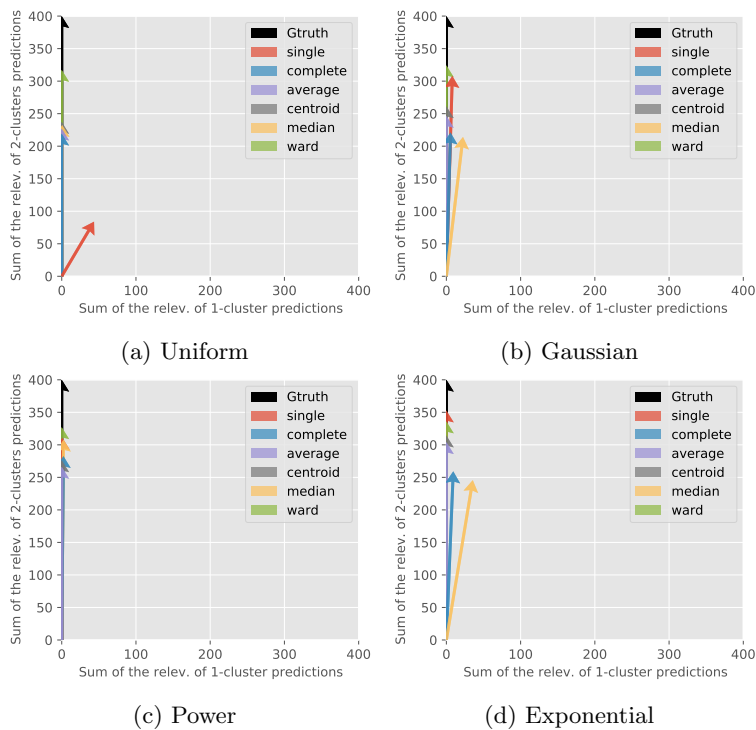 Sum of the relev. of 2-clusters predictions
400
350
300
250
200
150
100
50
0
0 100 200 300 400
Sum of the relev. of 1-cluster predictions
Gtruth
single
complete
average
centroid
median
ward
(a) Uniform
Sum of the relev. of 2-clusters predictions
400
350
300
250
200
150
100
50
0
0 100 200 300 400
Sum of the relev. of 1-cluster predictions
Gtruth
single
complete
average
centroid
median
ward
(b) Gaussian
Sum of the relev. of 2-clusters predictions
400
350
300
250
200
150
100
50
0
0 100 200 300 400
Sum of the relev. of 1-cluster predictions
Gtruth
single
complete
average
centroid
median
ward
(c) Power
Sum of the relev. of 2-clusters predictions
400
350
300
250
200
150
100
50
0
0 100 200 300 400
Sum of the relev. of 1-cluster predictions
Gtruth
single
complete
average
centroid
median
ward
(d) Exponential